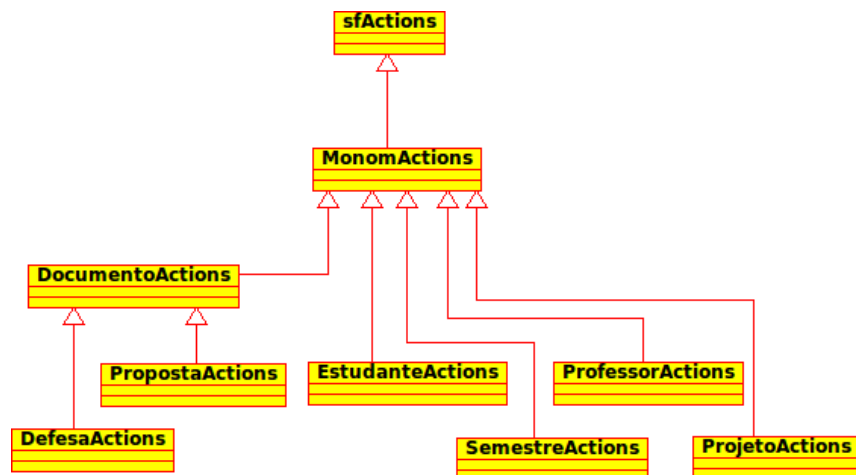 sfActions
MonomActions
DocumentoActions
PropostaActions
EstudanteActions
ProfessorActions
DefesaActions
SemestreActions
ProjetoActions